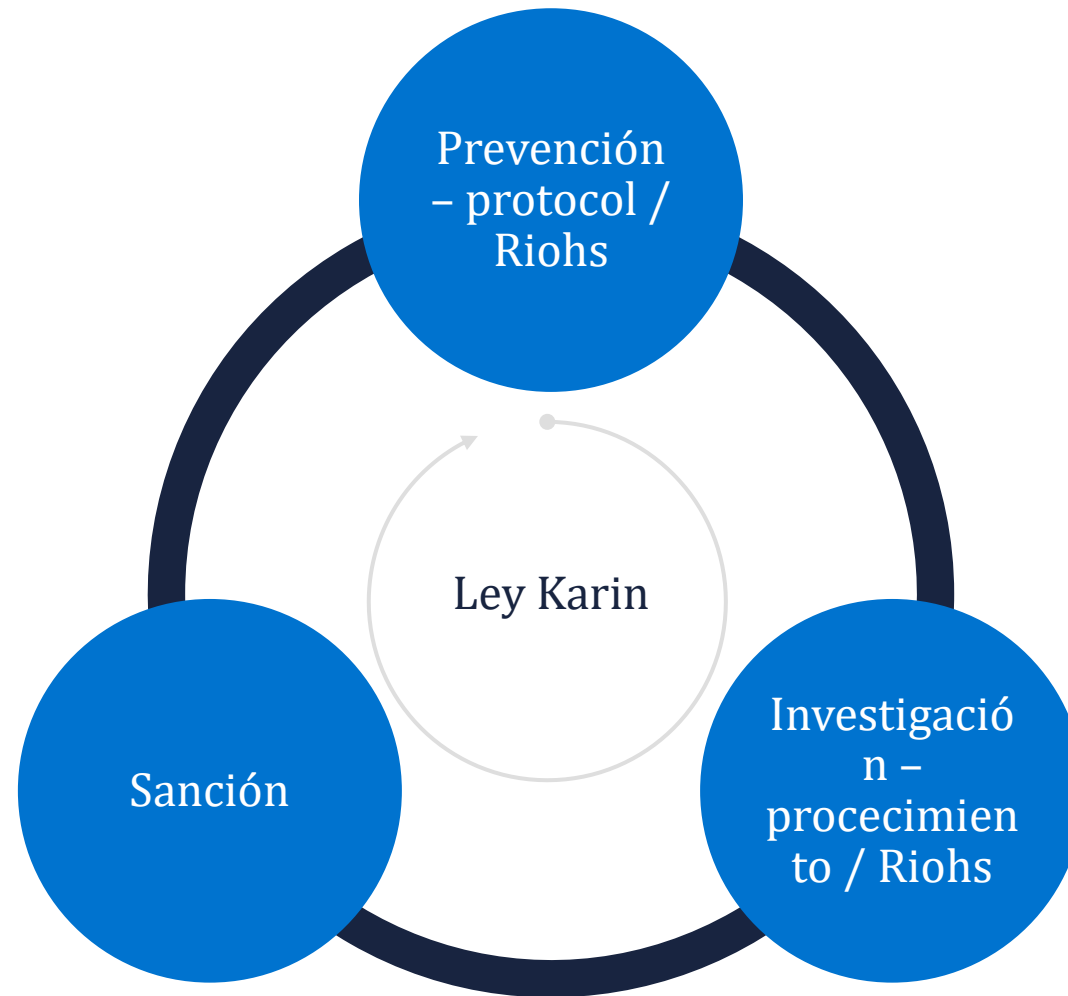 Prevención
– protocol /
Riohs
Ley Karin
Investigació
n –
procecimien
to / Riohs
Sanción